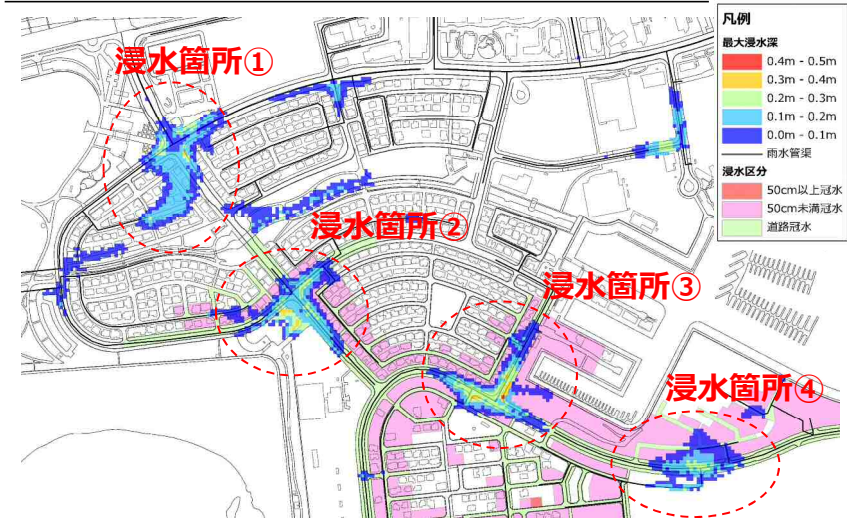 浸水箇所①
浸水箇所②
浸水箇所③
浸水箇所④
凡例
最大浸水深
0.4m - 0.5m
0.3m - 0.4m
0.2m - 0.3m
0.1m - 0.2m
0.0m - 0.1m
雨水管渠
浸水区分
50cm以上冠水
50cm未満冠水
道路冠水